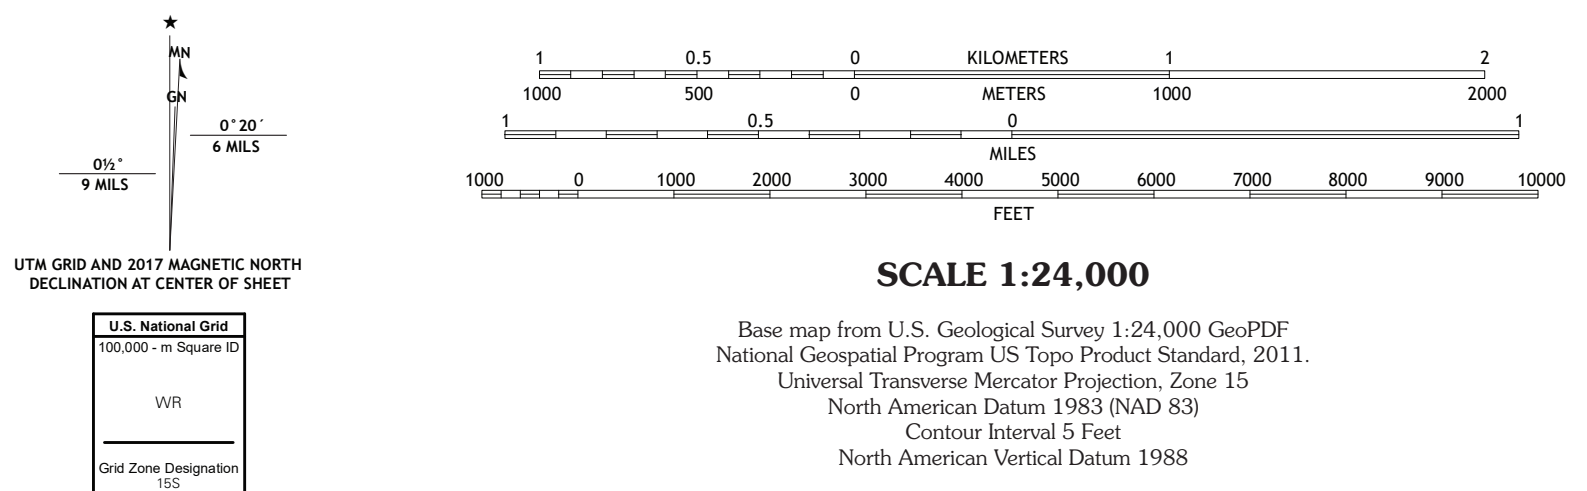 ★
MN
GN
0°20´
6 MILS
0½°
9 MILS
UTM GRID AND 2017 MAGNETIC NORTH
DECLINATION AT CENTER OF SHEET
U.S. National Grid
100,000 - m Square ID
WR
Grid Zone Designation
15S
1 0.5 0 KILOMETERS 1 2
1000 500 0 METERS 1000 2000
1 0.5 0 1
MILES
1000 0 1000 2000 3000 4000 5000 6000 7000 8000 9000 10000
FEET
SCALE 1:24,000
Base map from U.S. Geological Survey 1:24,000 GeoPDF
National Geospatial Program US Topo Product Standard, 2011.
Universal Transverse Mercator Projection, Zone 15
North American Datum 1983 (NAD 83)
Contour Interval 5 Feet
North American Vertical Datum 1988